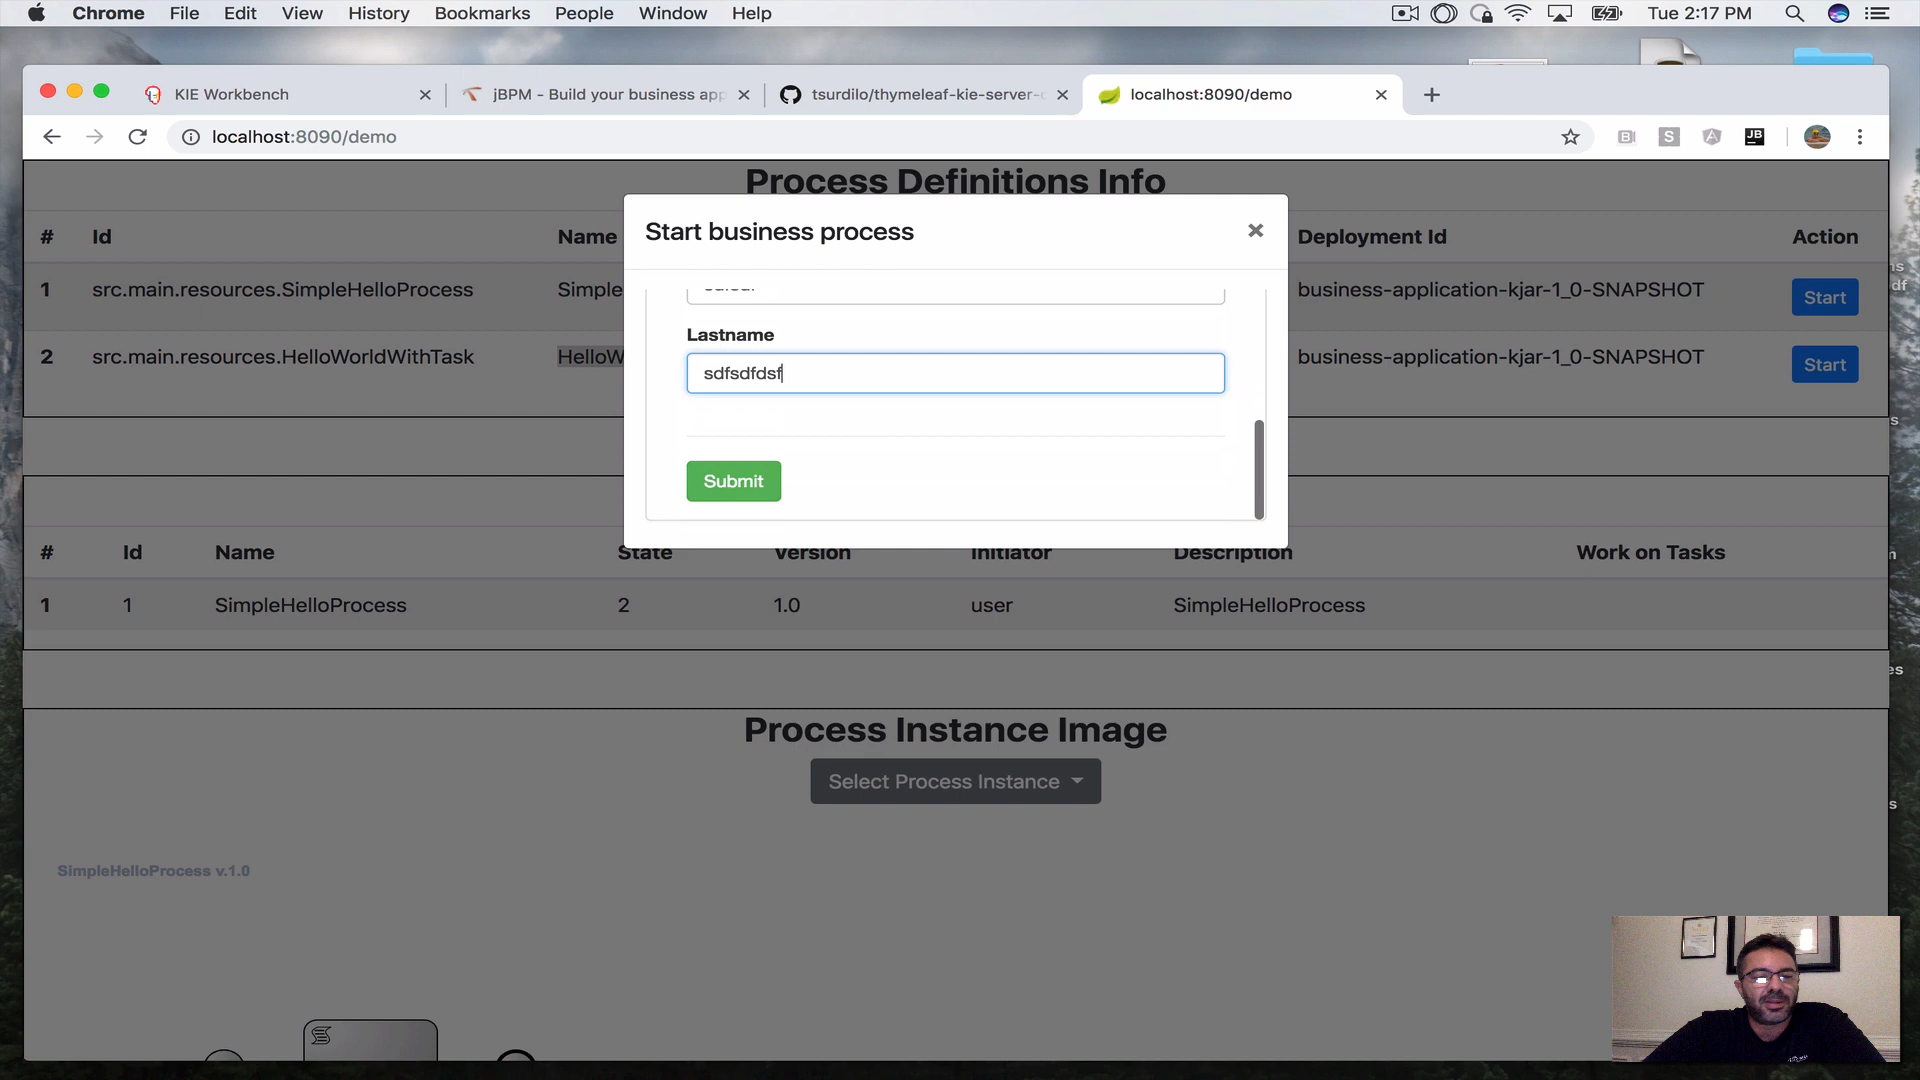 Chrome File Edit View History Bookmarks People Window Help Tue 2:17 PM
KIE Workbench
jBPM - Build your business app
tsurdilo/thymeleaf-kie-server-
localhost:8090/demo
localhost:8090/demo
S
JB
Process Definitions Info
# Id Name Deployment Id Action
1 src.main.resources.SimpleHelloProcess Simple business-application-kjar-1_0-SNAPSHOT Start
2 src.main.resources.HelloWorldWithTask HelloW business-application-kjar-1_0-SNAPSHOT Start
Start business process
Lastname
sdfsdfdsf
Submit
# Id Name State Version Initiator Description Work on Tasks
1 1 SimpleHelloProcess 2 1.0 user SimpleHelloProcess
Process Instance Image
Select Process Instance
SimpleHelloProcess v.1.0